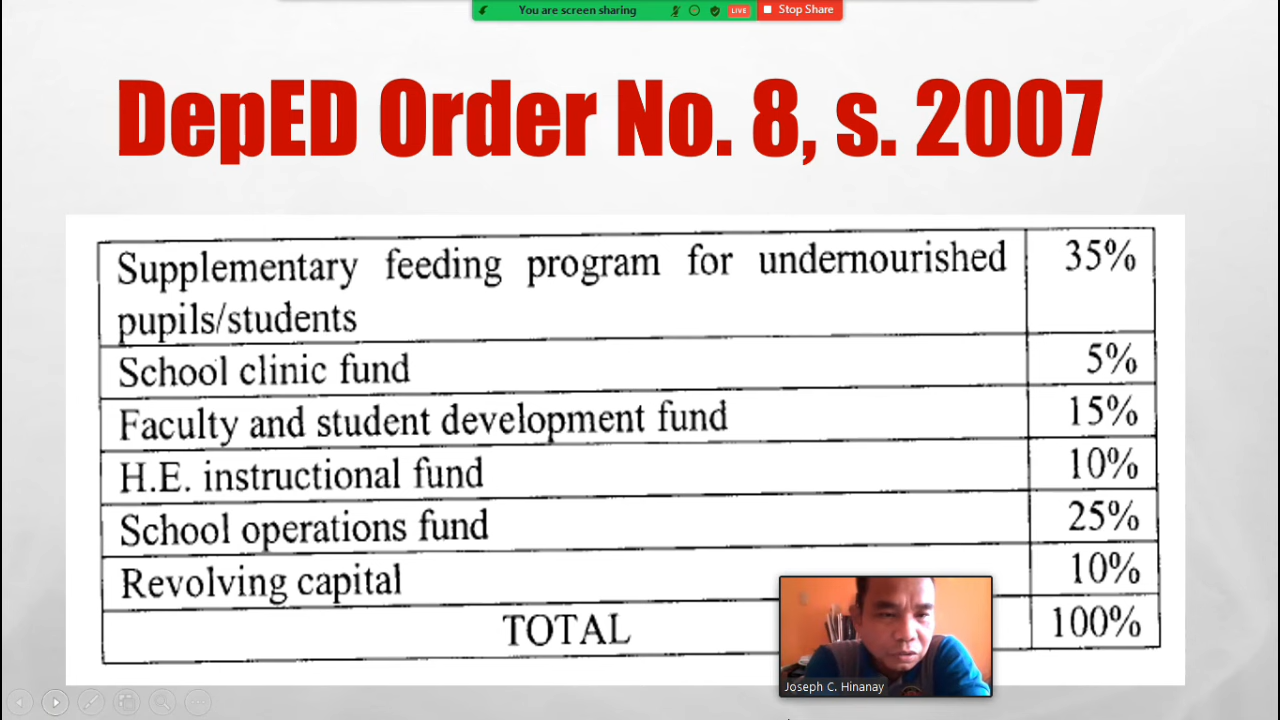 You are screen sharing LIVE Stop Share
DepED Order No. 8, s. 2007
Supplementary feeding program for undernourished 35%
pupils/students
School clinic fund 5%
Faculty and student development fund 15%
H.E. instructional fund 10%
School operations fund 25%
Revolving capital 10%
TOTAL 100%
Joseph C. Hinanay